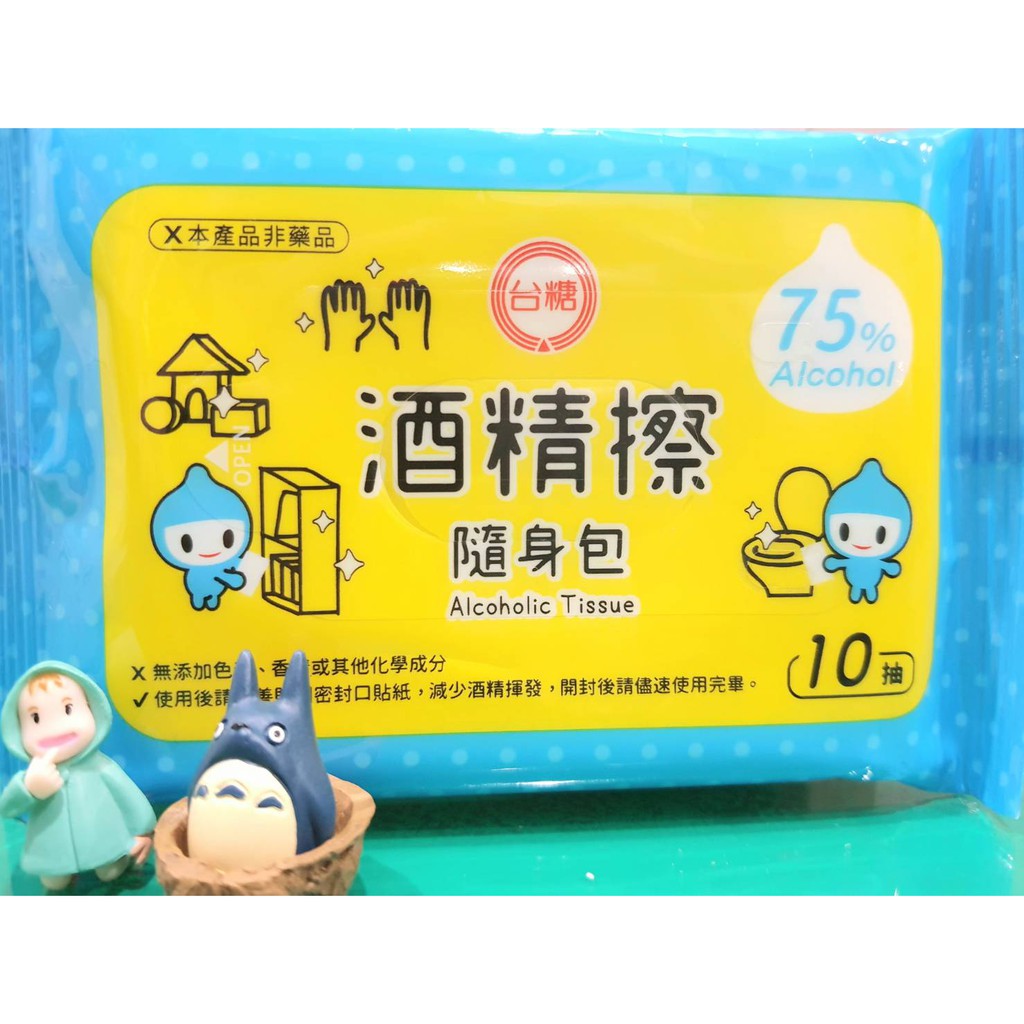 X本產品非藥品
台糖
75%
Alcohol
OPEN
酒精擦
隨身包
Alcoholic Tissue
X 無添加色、香或其他化學成分
✓ 使用後請密封口貼紙，減少酒精揮發，開封後請儘速使用完畢。
10抽